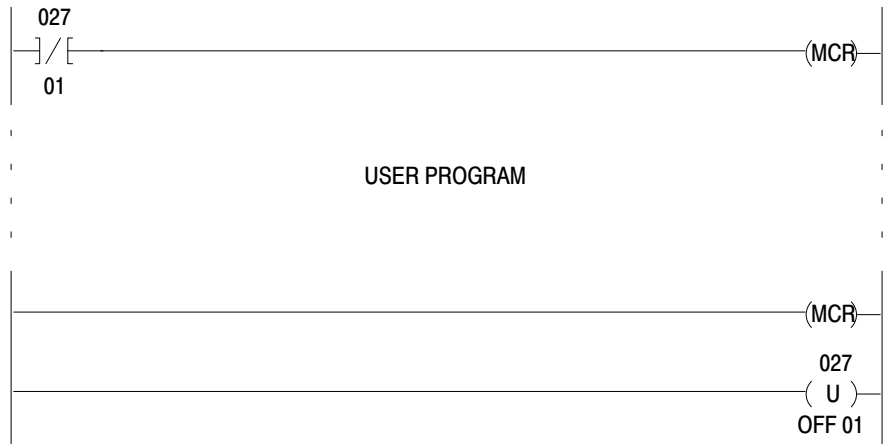 027
]/[
(MCR)
01
USER PROGRAM
(MCR)
027
( U )
OFF 01